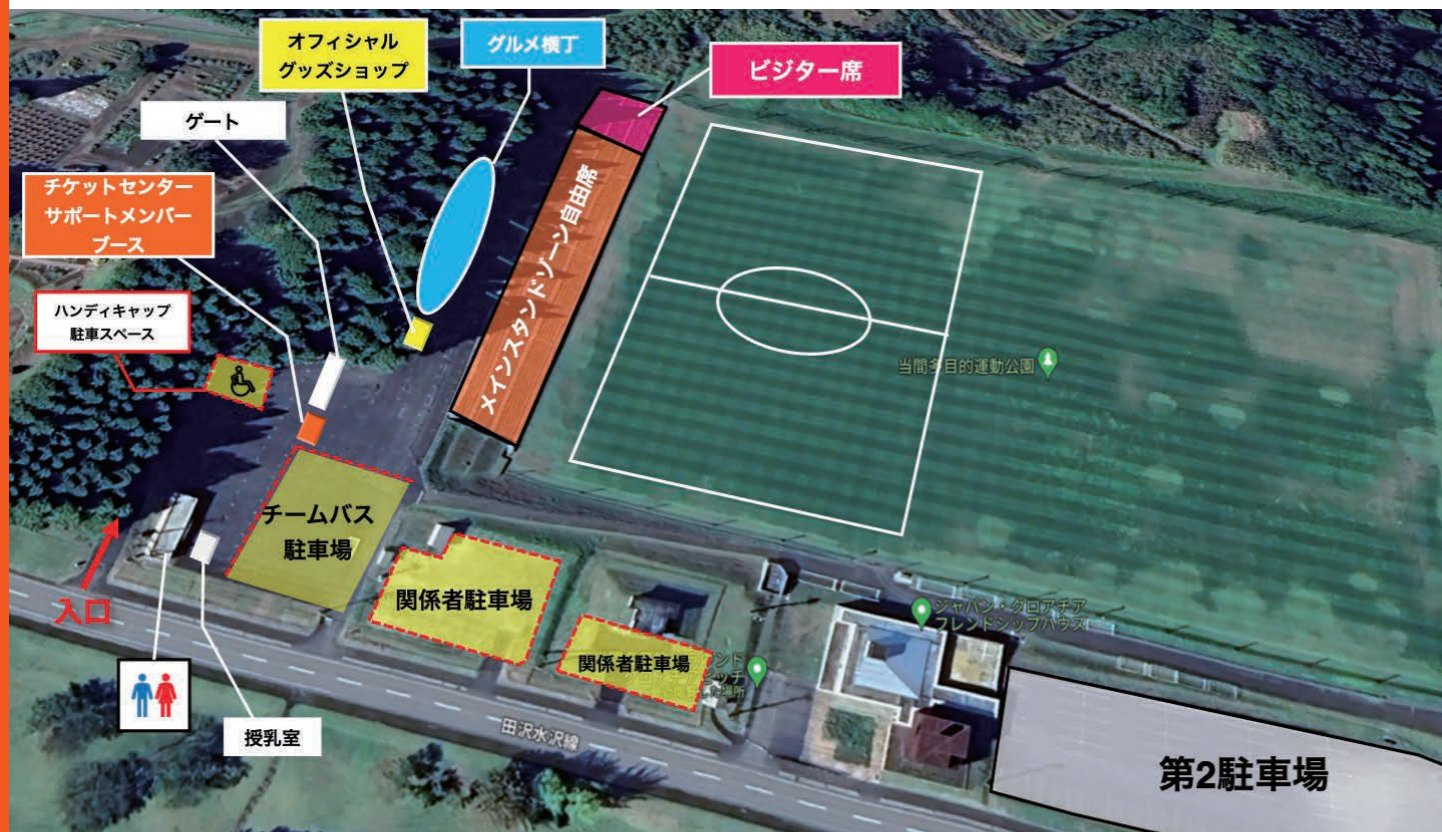 オフィシャル
グッズショップ
グルメ横丁
ビジター席
ゲート
チケットセンター
サポートメンバー
ブース
メインスタンドゾーン自由席
ハンディキャップ
駐車スペース
当間多目的運動公園
チームバス
駐車場
関係者駐車場
入口
関係者駐車場
ジャパン・クロアチア
フレンドシップハウス
授乳室
田沢水沢線
第2駐車場